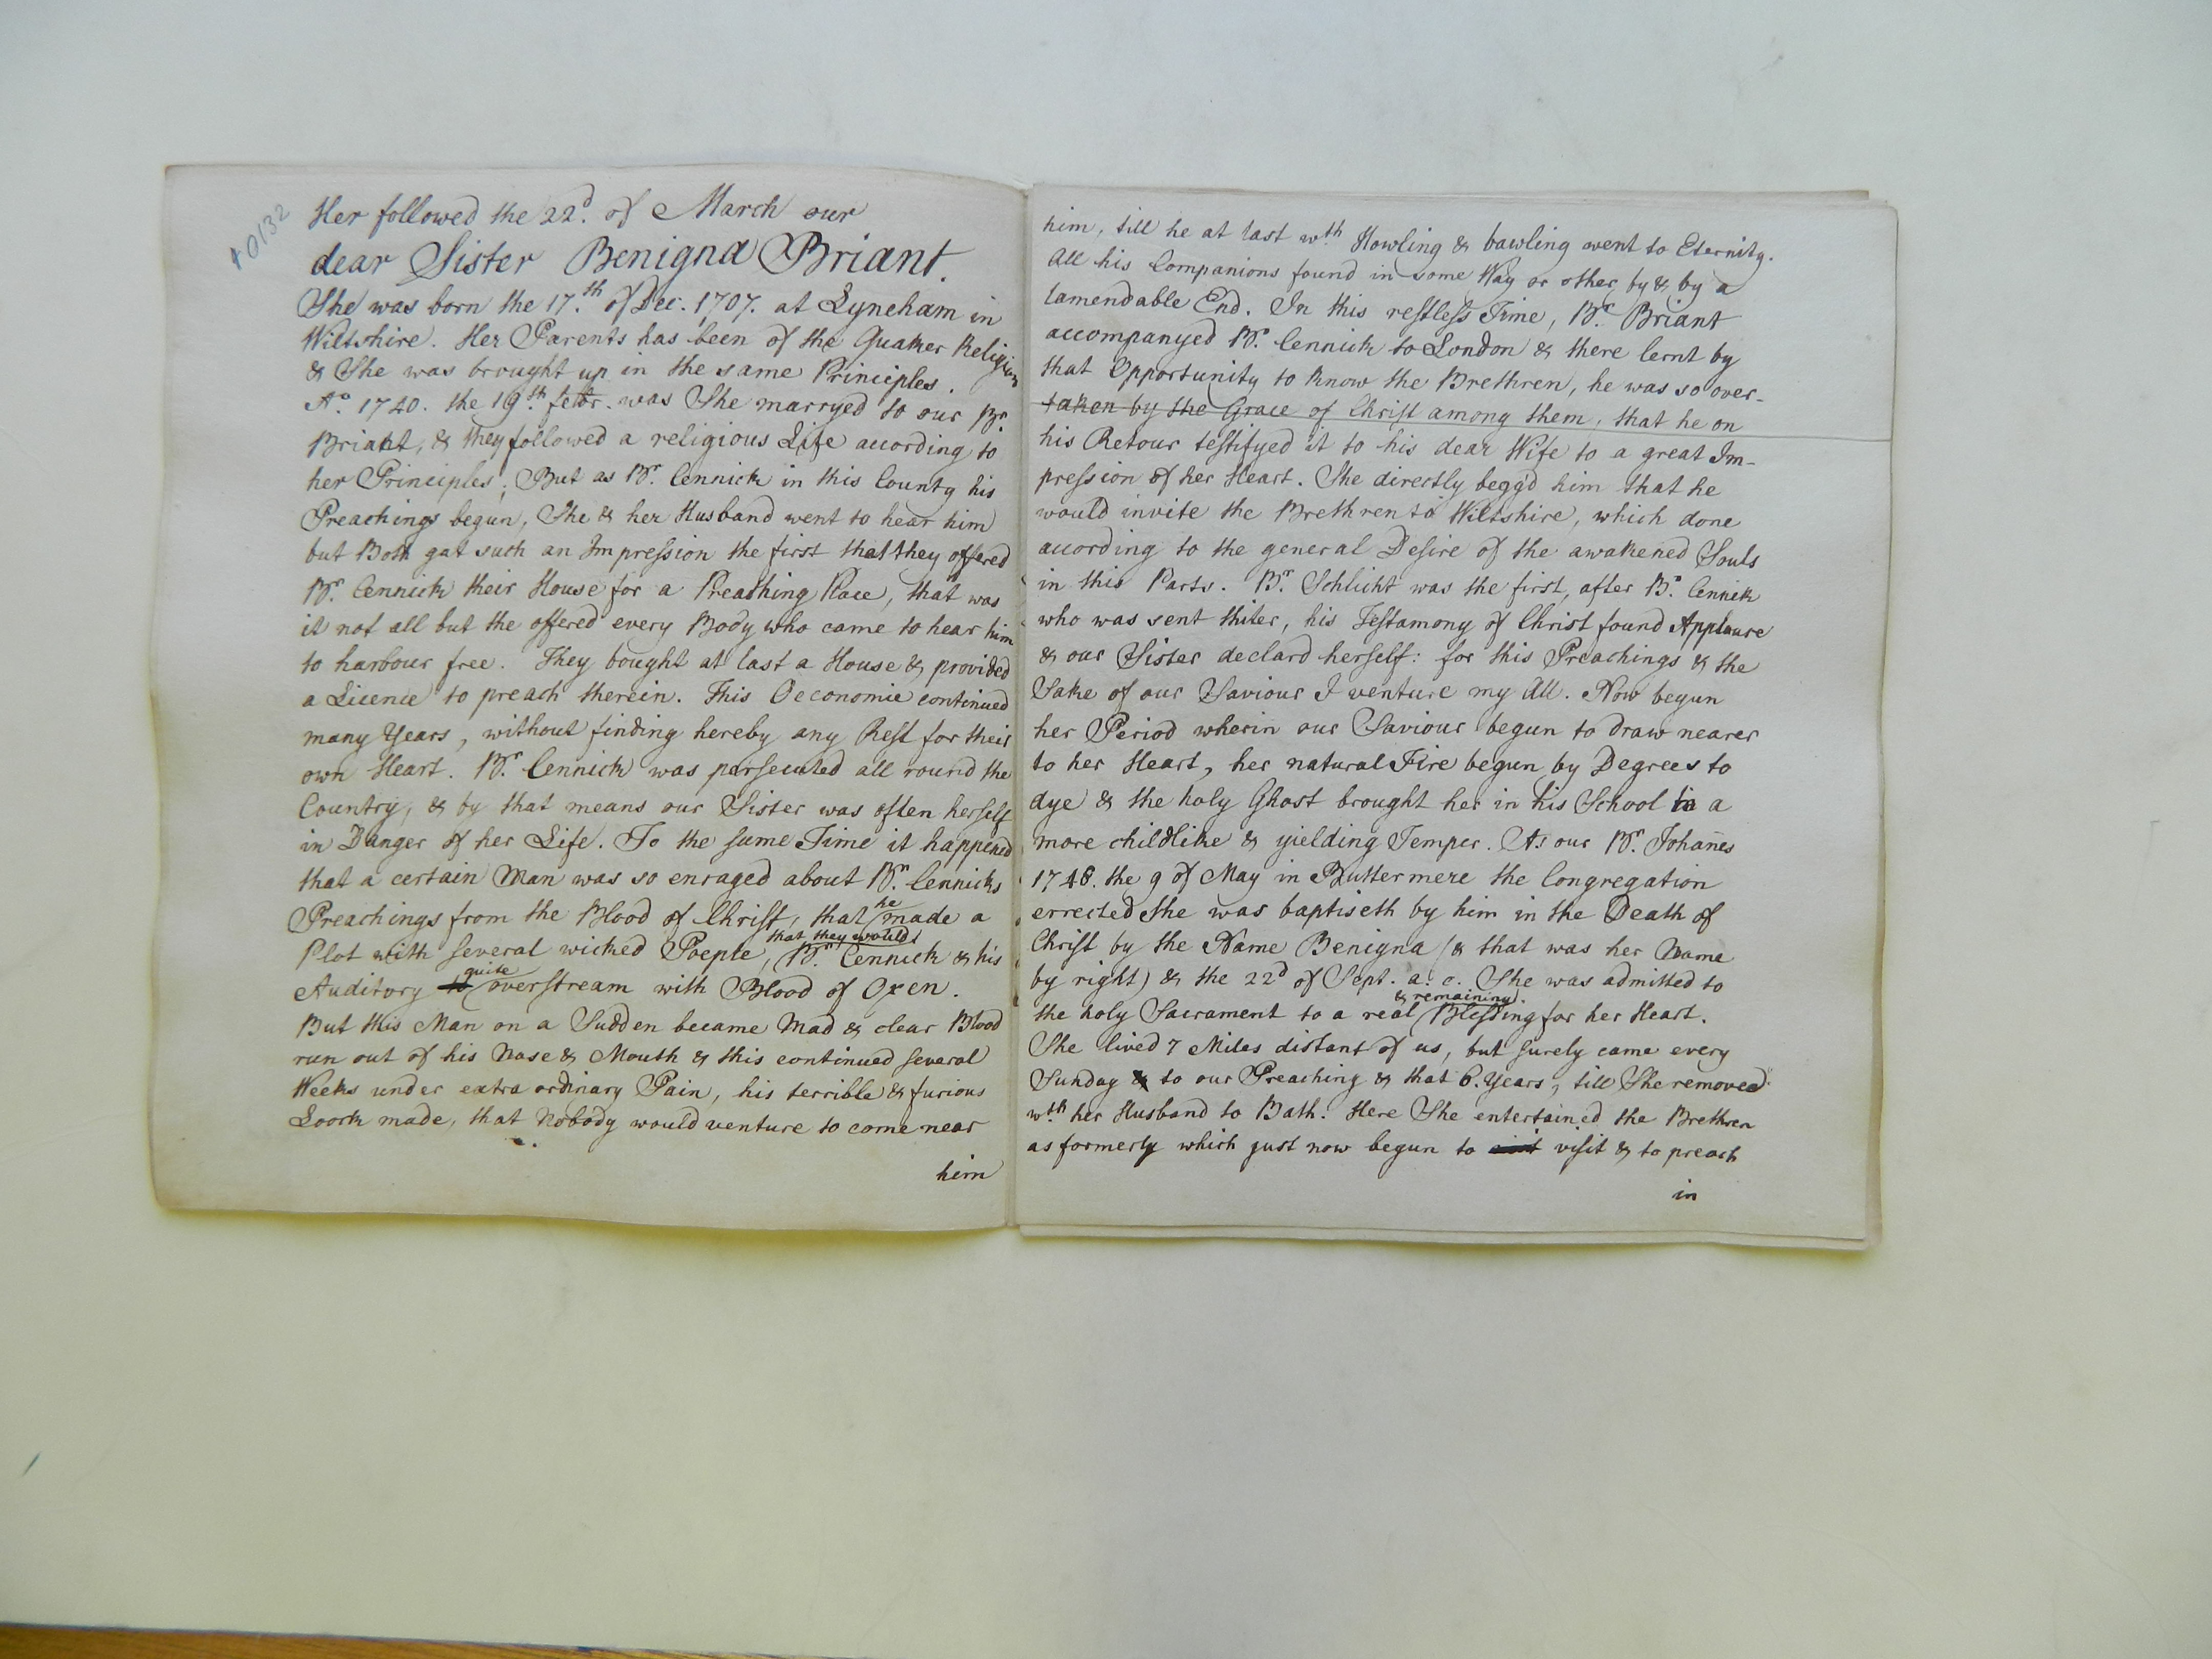 40132
Her followed the 22d. of March our
dear Sister Benigna Briant.
She was born the 17.th of Dec. 1707. at Lyneham in
Wiltshire. Her Parents has been of the Quaker Religion
& She was brought up in the same Principles.
Ao. 1740. the 19.th febr. was She marryed to our Br.
Briant, & they followed a religious Life according to
her Principles; But as Br. Cennick in this County his
Preachings begun, She & her Husband went to hear him
but Both gat such an Impression the first that they offered
Br. Cennick their House for a Preaching Place, that was
it not all but the offered every Body who came to hear him
to harbour free. They bought at last a House & provided
a Licence to preach therein. This Oeconomie continued
many Years, without finding hereby any Rest for their
own Heart. Br. Cennick was persecuted all round the
Country, & by that means our Sister was often herself
in Danger of her Life. To the same Time it happened
that a certain Man was so enraged about Br. Cennicks
Preachings from the Blood of Christ, that he made a
Plot with several wicked Poeple, that they would Br. Cennick & his
Auditory quite overstream with Blood of Oxen.
But this Man on a Sudden became Mad & clear Blood
run out of his Nose & Mouth & this continued several
Weeks under extra ordinary Pain, his terrible & furious
Loock made, that Nobody would venture to come near
him
him, till he at last wth. Howling & bawling went to Eternity.
All his Companions found in some Way or other by & by a
lamendable End. In this restless Time, Br. Briant
accompanyed Br. Cennick to London & there lernt by
that Opportunity to know the Brethren, he was so over-
taken by the Grace of Christ among them, that he on
his Retour testifyed it to his dear Wife to a great Im-
pression of her Heart. She directly begg'd him that he
would invite the Brethren to Wiltshire, which done
according to the general Desire of the awakened Souls
in this Parts. Br. Schlicht was the first, after Br. Cennick
who was sent thiter, his Testamony of Christ found Applause
& our Sister declard herself: for this Preachings & the
Sake of our Saviour I venture my All. Now begun
her Period wherin our Saviour begun to draw nearer
to her Heart, her natural Fire begun by Degrees to
dye & the holy Ghost brought her in his School in a
more childlike & yielding Temper. As our Br. Johañes
1748. the 9 of May in Buttermere the Congregation
errected She was baptiseth by him in the Death of
Christ by the Name Benigna (& that was her Name
by right) & the 22d of Sept. a. c. She was admitted to
the holy Sacrament to a real & remaining Blessing for her Heart.
She lived 7 Miles distant of us, but surely came every
Sunday to our Preaching & that 6. Years, till She removed
wth. her Husband to Bath. Here She entertained the Brethren
as formerly which just now begun to visit & to preach
in